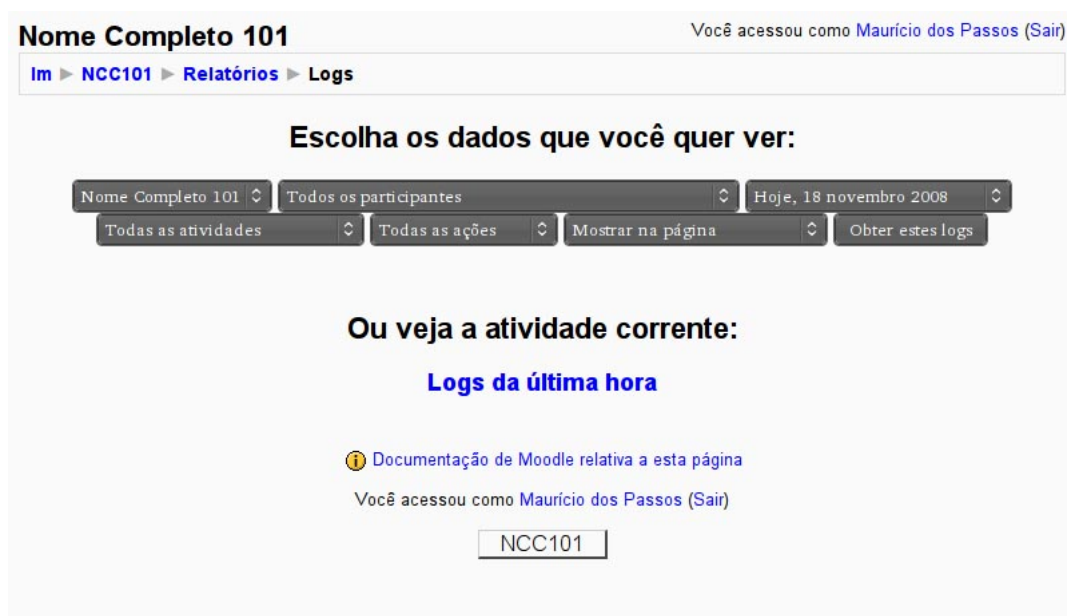 Nome Completo 101
Você acessou como Maurício dos Passos (Sair)
lm ► NCC101 ► Relatórios ► Logs
Escolha os dados que você quer ver:
Nome Completo 101 Todos os participantes Hoje, 18 novembro 2008
Todas as atividades Todas as ações Mostrar na página Obter estes logs
Ou veja a atividade corrente:
Logs da última hora
Documentação de Moodle relativa a esta página
Você acessou como Maurício dos Passos (Sair)
NCC101